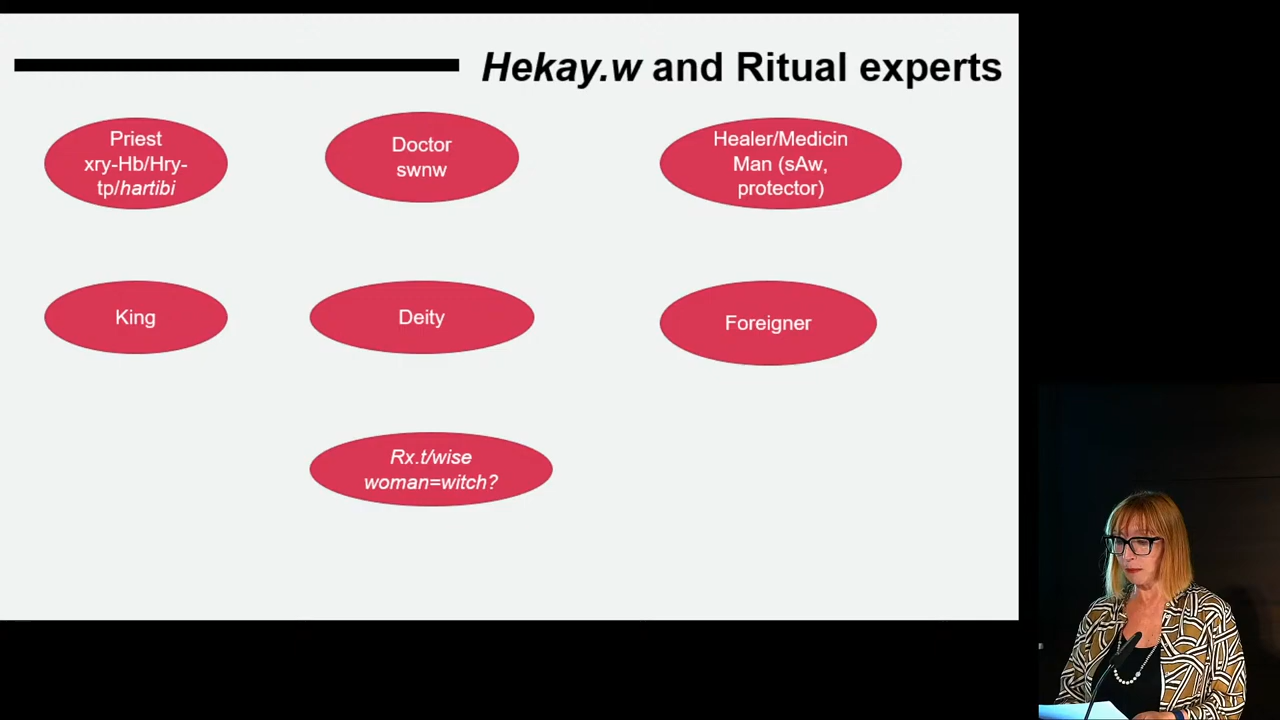 Hekay.w and Ritual experts
Priest
xry-Hb/Hry-
tp/hartibi
Doctor
swnw
Healer/Medicin
Man (sAw,
protector)
King
Deity
Foreigner
Rx.t/wise
woman=witch?